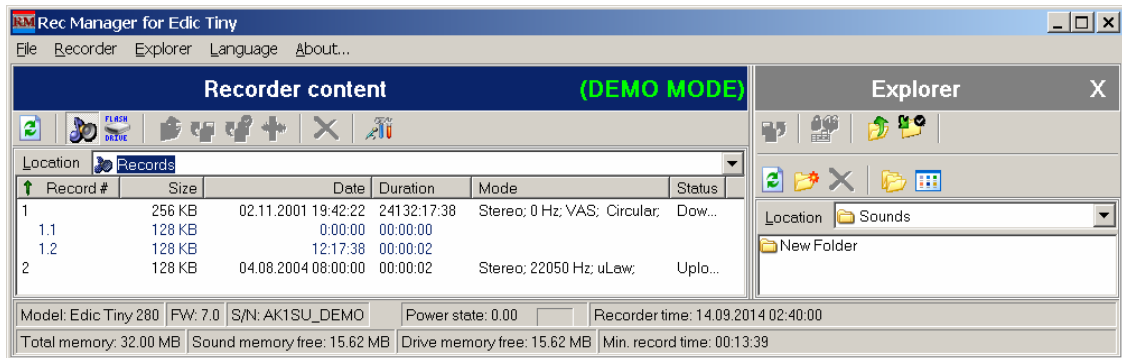 RM Rec Manager for Edic Tiny
File Recorder Explorer Language About...
Recorder content (DEMO MODE)
Explorer X
FLASH DRIVE
Location Records
Record # Size Date Duration Mode Status
1 256 KB 02.11.2001 19:42:22 24132:17:38 Stereo; 0 Hz; VAS; Circular; Dow...
1.1 128 KB 0:00:00 00:00:00
1.2 128 KB 12:17:38 00:00:02
2 128 KB 04.08.2004 08:00:00 00:00:02 Stereo; 22050 Hz; uLaw; Uplo...
Location Sounds
New Folder
Model: Edic Tiny 280 FW: 7.0 S/N: AK1SU_DEMO Power state: 0.00 Recorder time: 14.09.2014 02:40:00
Total memory: 32.00 MB Sound memory free: 15.62 MB Drive memory free: 15.62 MB Min. record time: 00:13:39